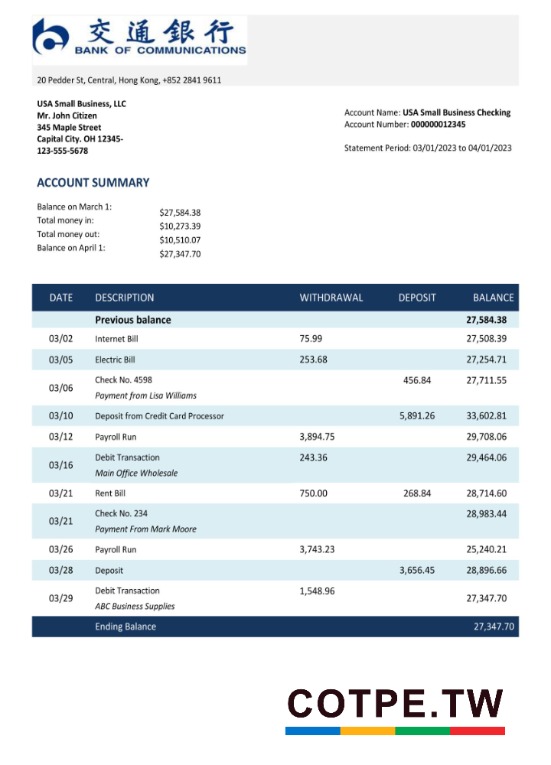 交通銀行
BANK OF COMMUNICATIONS
20 Pedder St, Central, Hong Kong, +852 2841 9611
USA Small Business, LLC
Mr. John Citizen
345 Maple Street
Capital City. OH 12345-
123-555-5678
Account Name: USA Small Business Checking
Account Number: 000000012345
Statement Period: 03/01/2023 to 04/01/2023
ACCOUNT SUMMARY
Balance on March 1: $27,584.38
Total money in: $10,273.39
Total money out: $10,510.07
Balance on April 1: $27,347.70
DATE DESCRIPTION WITHDRAWAL DEPOSIT BALANCE
Previous balance 27,584.38
03/02 Internet Bill 75.99 27,508.39
03/05 Electric Bill 253.68 27,254.71
03/06 Check No. 4598 456.84 27,711.55
Payment from Lisa Williams
03/10 Deposit from Credit Card Processor 5,891.26 33,602.81
03/12 Payroll Run 3,894.75 29,708.06
03/16 Debit Transaction 243.36 29,464.06
Main Office Wholesale
03/21 Rent Bill 750.00 268.84 28,714.60
03/21 Check No. 234 28,983.44
Payment From Mark Moore
03/26 Payroll Run 3,743.23 25,240.21
03/28 Deposit 3,656.45 28,896.66
03/29 Debit Transaction 1,548.96 27,347.70
ABC Business Supplies
Ending Balance 27,347.70
COTPE.TW